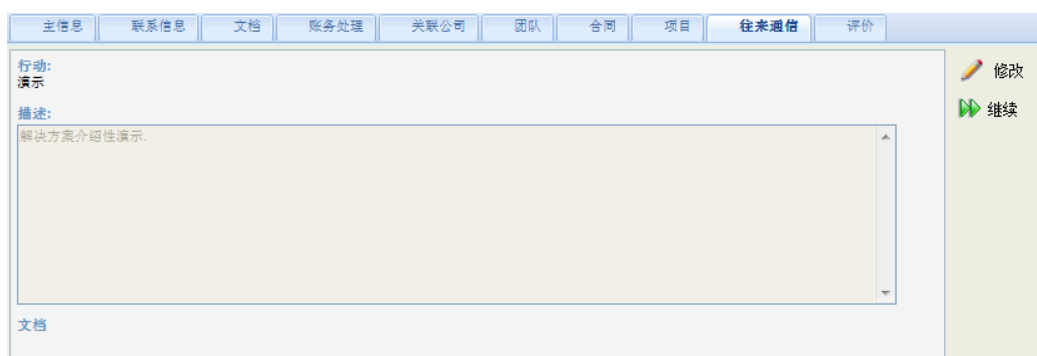 主信息 联系信息 文档 账务处理 关联公司 团队 合同 项目 往来通信 评价
行动:
演示
修改
描述:
继续
解决方案介绍性演示.
文档